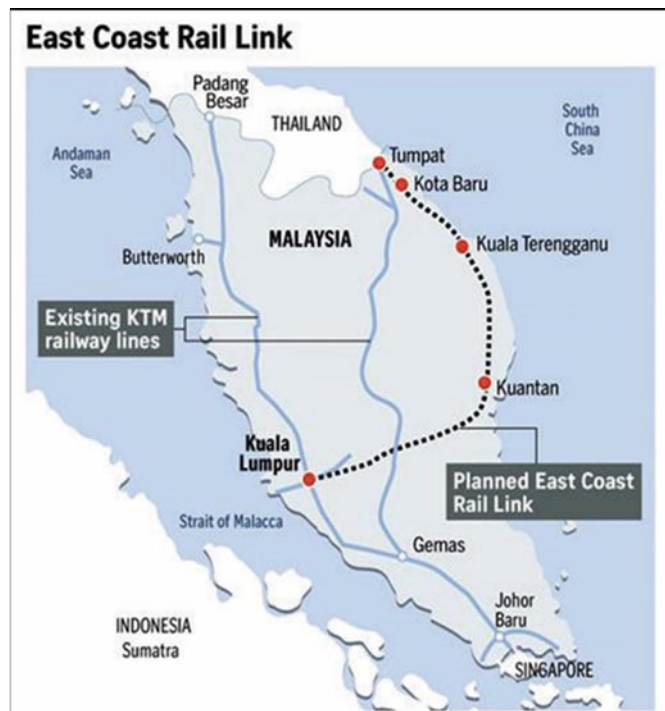 East Coast Rail Link
Padang
Besar
THAILAND
South
China
Sea
Andaman
Sea
Tumpat
Kota Baru
MALAYSIA
Kuala Terengganu
Butterworth
Existing KTM
railway lines
Kuantan
Kuala
Lumpur
Planned East Coast
Rail Link
Strait of Malacca
Gemas
Johor
Baru
INDONESIA
Sumatra
SINGAPORE